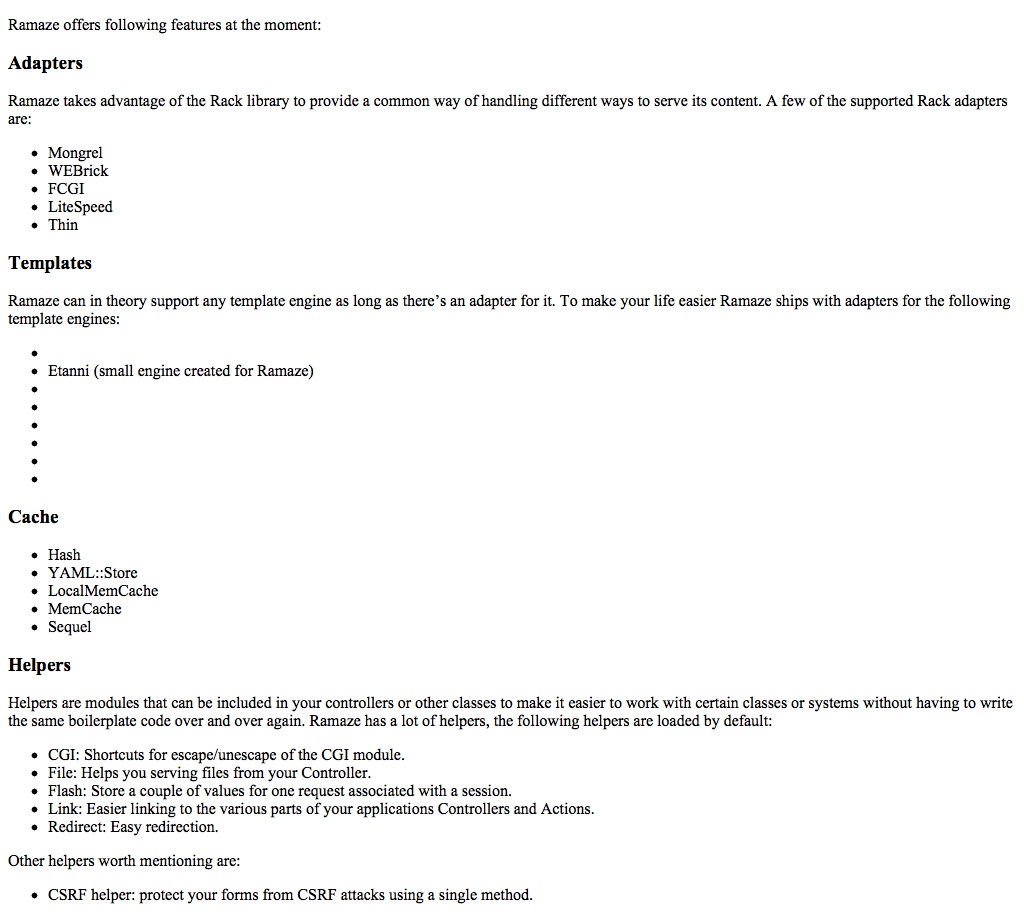 Ramaze offers following features at the moment:
Adapters
Ramaze takes advantage of the Rack library to provide a common way of handling different ways to serve its content. A few of the supported Rack adapters
are:
• Mongrel
• WEBrick
• FCGI
• LiteSpeed
• Thin
Templates
Ramaze can in theory support any template engine as long as there’s an adapter for it. To make your life easier Ramaze ships with adapters for the following
template engines:
•
• Etanni (small engine created for Ramaze)
•
•
•
•
•
•
Cache
• Hash
• YAML::Store
• LocalMemCache
• MemCache
• Sequel
Helpers
Helpers are modules that can be included in your controllers or other classes to make it easier to work with certain classes or systems without having to write
the same boilerplate code over and over again. Ramaze has a lot of helpers, the following helpers are loaded by default:
• CGI: Shortcuts for escape/unescape of the CGI module.
• File: Helps you serving files from your Controller.
• Flash: Store a couple of values for one request associated with a session.
• Link: Easier linking to the various parts of your applications Controllers and Actions.
• Redirect: Easy redirection.
Other helpers worth mentioning are:
• CSRF helper: protect your forms from CSRF attacks using a single method.